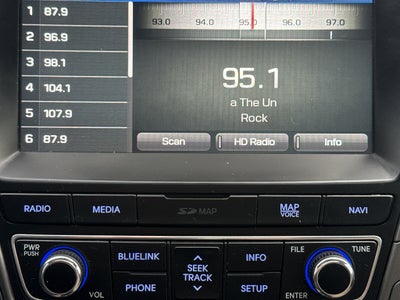 1 87.9
2 96.9
3 98.1
4 104.1
5 107.9
6 87.9
93.0 94.0 95.0 96.0 97.0
95.1
a The Un
Rock
Scan
HD Radio
Info
RADIO
MEDIA
SD MAP
MAP
VOICE
NAVI
PWR
PUSH
VOL
BLUELINK
PHONE
SEEK
TRACK
INFO
SETUP
FILE
TUNE
ENTER